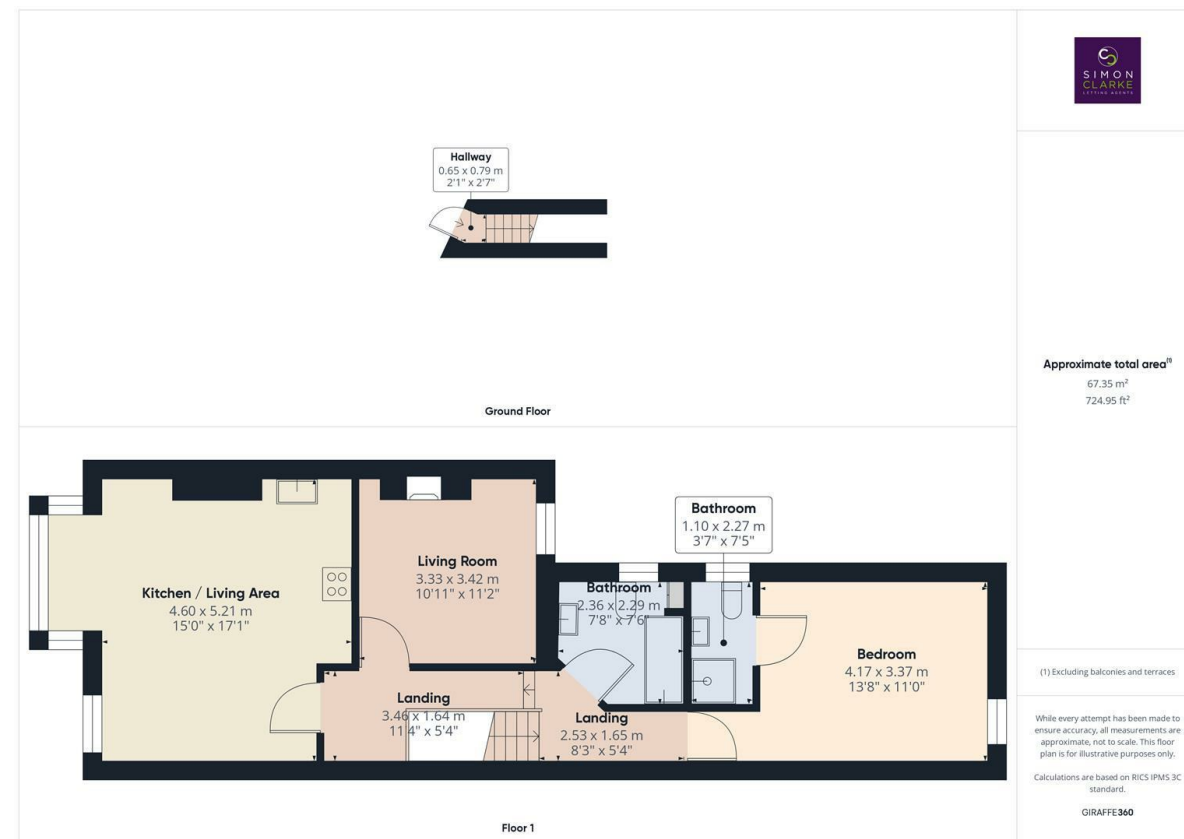 SIMON
CLARKE
LETTING AGENTS
Hallway
0.65 x 0.79 m
2'1" x 2'7"
Ground Floor
Approximate total area(1)
67.35 m²
724.95 ft²
Bathroom
1.10 x 2.27 m
3'7" x 7'5"
Kitchen / Living Area
4.60 x 5.21 m
15'0" x 17'1"
Living Room
3.33 x 3.42 m
10'11" x 11'2"
Bathroom
2.36 x 2.29 m
7'8" x 7'6"
Bedroom
4.17 x 3.37 m
13'8" x 11'0"
Landing
3.46 x 1.64 m
11'4" x 5'4"
Landing
2.53 x 1.65 m
8'3" x 5'4"
Floor 1
(1) Excluding balconies and terraces
While every attempt has been made to
ensure accuracy, all measurements are
approximate, not to scale. This floor
plan is for illustrative purposes only.
Calculations are based on RICS IPMS 3C
standard.
GIRAFFE360